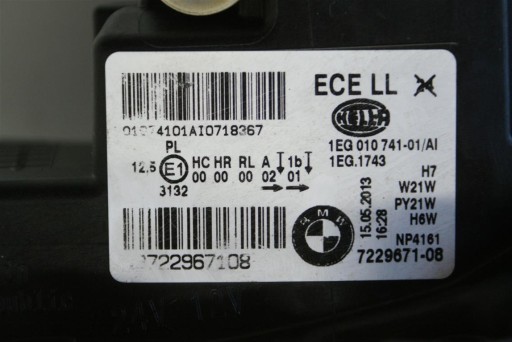 ECE LL
HELLA
01074101AI0718367
1EG 010 741-01/AI
1EG.1743
PL
12,5 E1 HC HR RL A 1b
00 00 00 02 01
3132
H7
W21W
PY21W
H6W
15.05.2013
16:28
BMW
NP4161
7229671-08
722967108